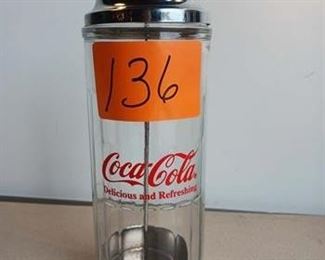 136
Coca-Cola
Delicious and Refreshing